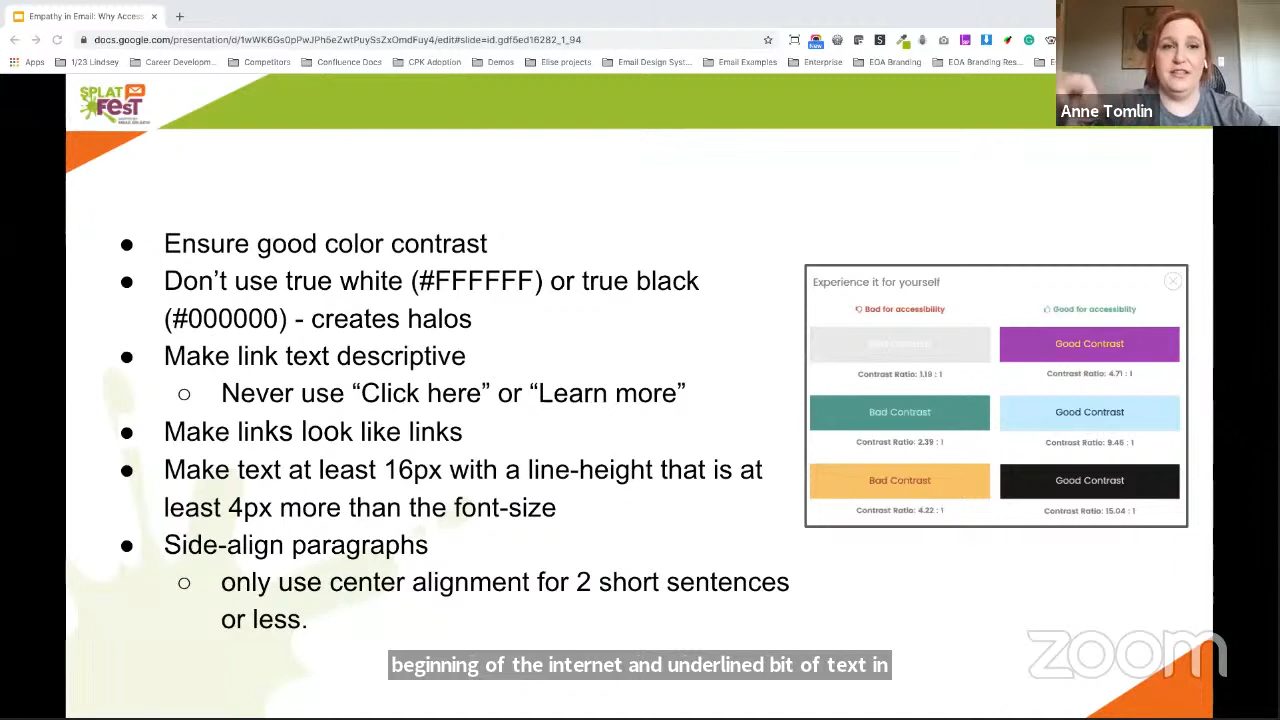 Empathy in Email: Why Access
docs.google.com/presentation/d/1wWK6Gs0pPwJPh5eZwtPuySsZxOmdFuy4/edit#slide=id.gdf5ed16282_1_94
New
Apps 1/23 Lindsey Career Developm... Competitors Confluence Docs CPK Adoption Demos Elise projects Email Design Syst... Email Examples Enterprise EOA Branding EOA Branding Res...
SPLAT
FEST
Anne Tomlin
● Ensure good color contrast
● Don’t use true white (#FFFFFF) or true black
(#000000) - creates halos
● Make link text descriptive
○ Never use “Click here” or “Learn more”
● Make links look like links
● Make text at least 16px with a line-height that is at
least 4px more than the font-size
● Side-align paragraphs
○ only use center alignment for 2 short sentences
or less.
Experience it for yourself
Bad for accessibility
Good for accessiblity
Bad Contrast
Good Contrast
Contrast Ratio: 1.19 : 1
Contrast Ratio: 4.71 : 1
Bad Contrast
Good Contrast
Contrast Ratio: 2.39 : 1
Contrast Ratio: 9.46 : 1
Bad Contrast
Good Contrast
Contrast Ratio: 4.22 : 1
Contrast Ratio: 15.04 : 1
beginning of the internet and underlined bit of text in
zoom